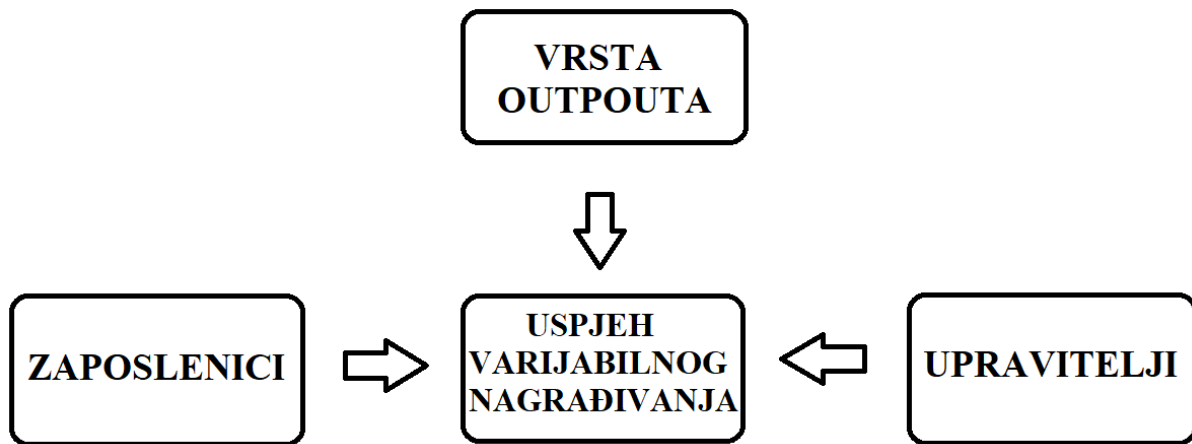 VRSTA
OUTPOUTA
ZAPOSLENICI
USPJEH
VARIJABILNOG
NAGRAĐIVANJA
UPRAVITELJI